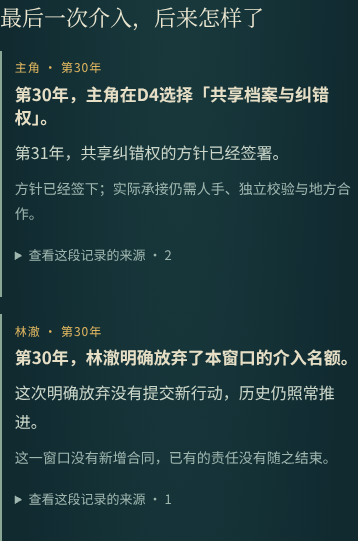 最后一次介入，后来怎样了
主角 · 第30年
第30年，主角在D4选择「共享档案与纠错
权」。
第31年，共享纠错权的方针已经签署。
方针已经签下；实际承接仍需人手、独立校验与地方合
作。
▶ 查看这段记录的来源 · 2
林澈 · 第30年
第30年，林澈明确放弃了本窗口的介入名额。
这次明确放弃没有提交新行动，历史仍照常推
进。
这一窗口没有新增合同，已有的责任没有随之结束。
▶ 查看这段记录的来源 · 1